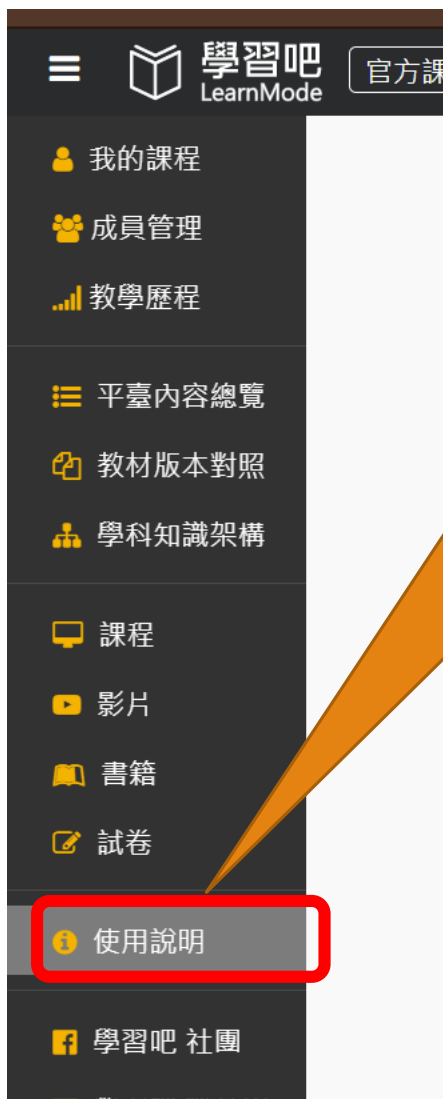 學習吧
LearnMode
官方課
我的課程
成員管理
教學歷程
平臺內容總覽
教材版本對照
學科知識架構
課程
影片
書籍
試卷
使用說明
學習吧 社團